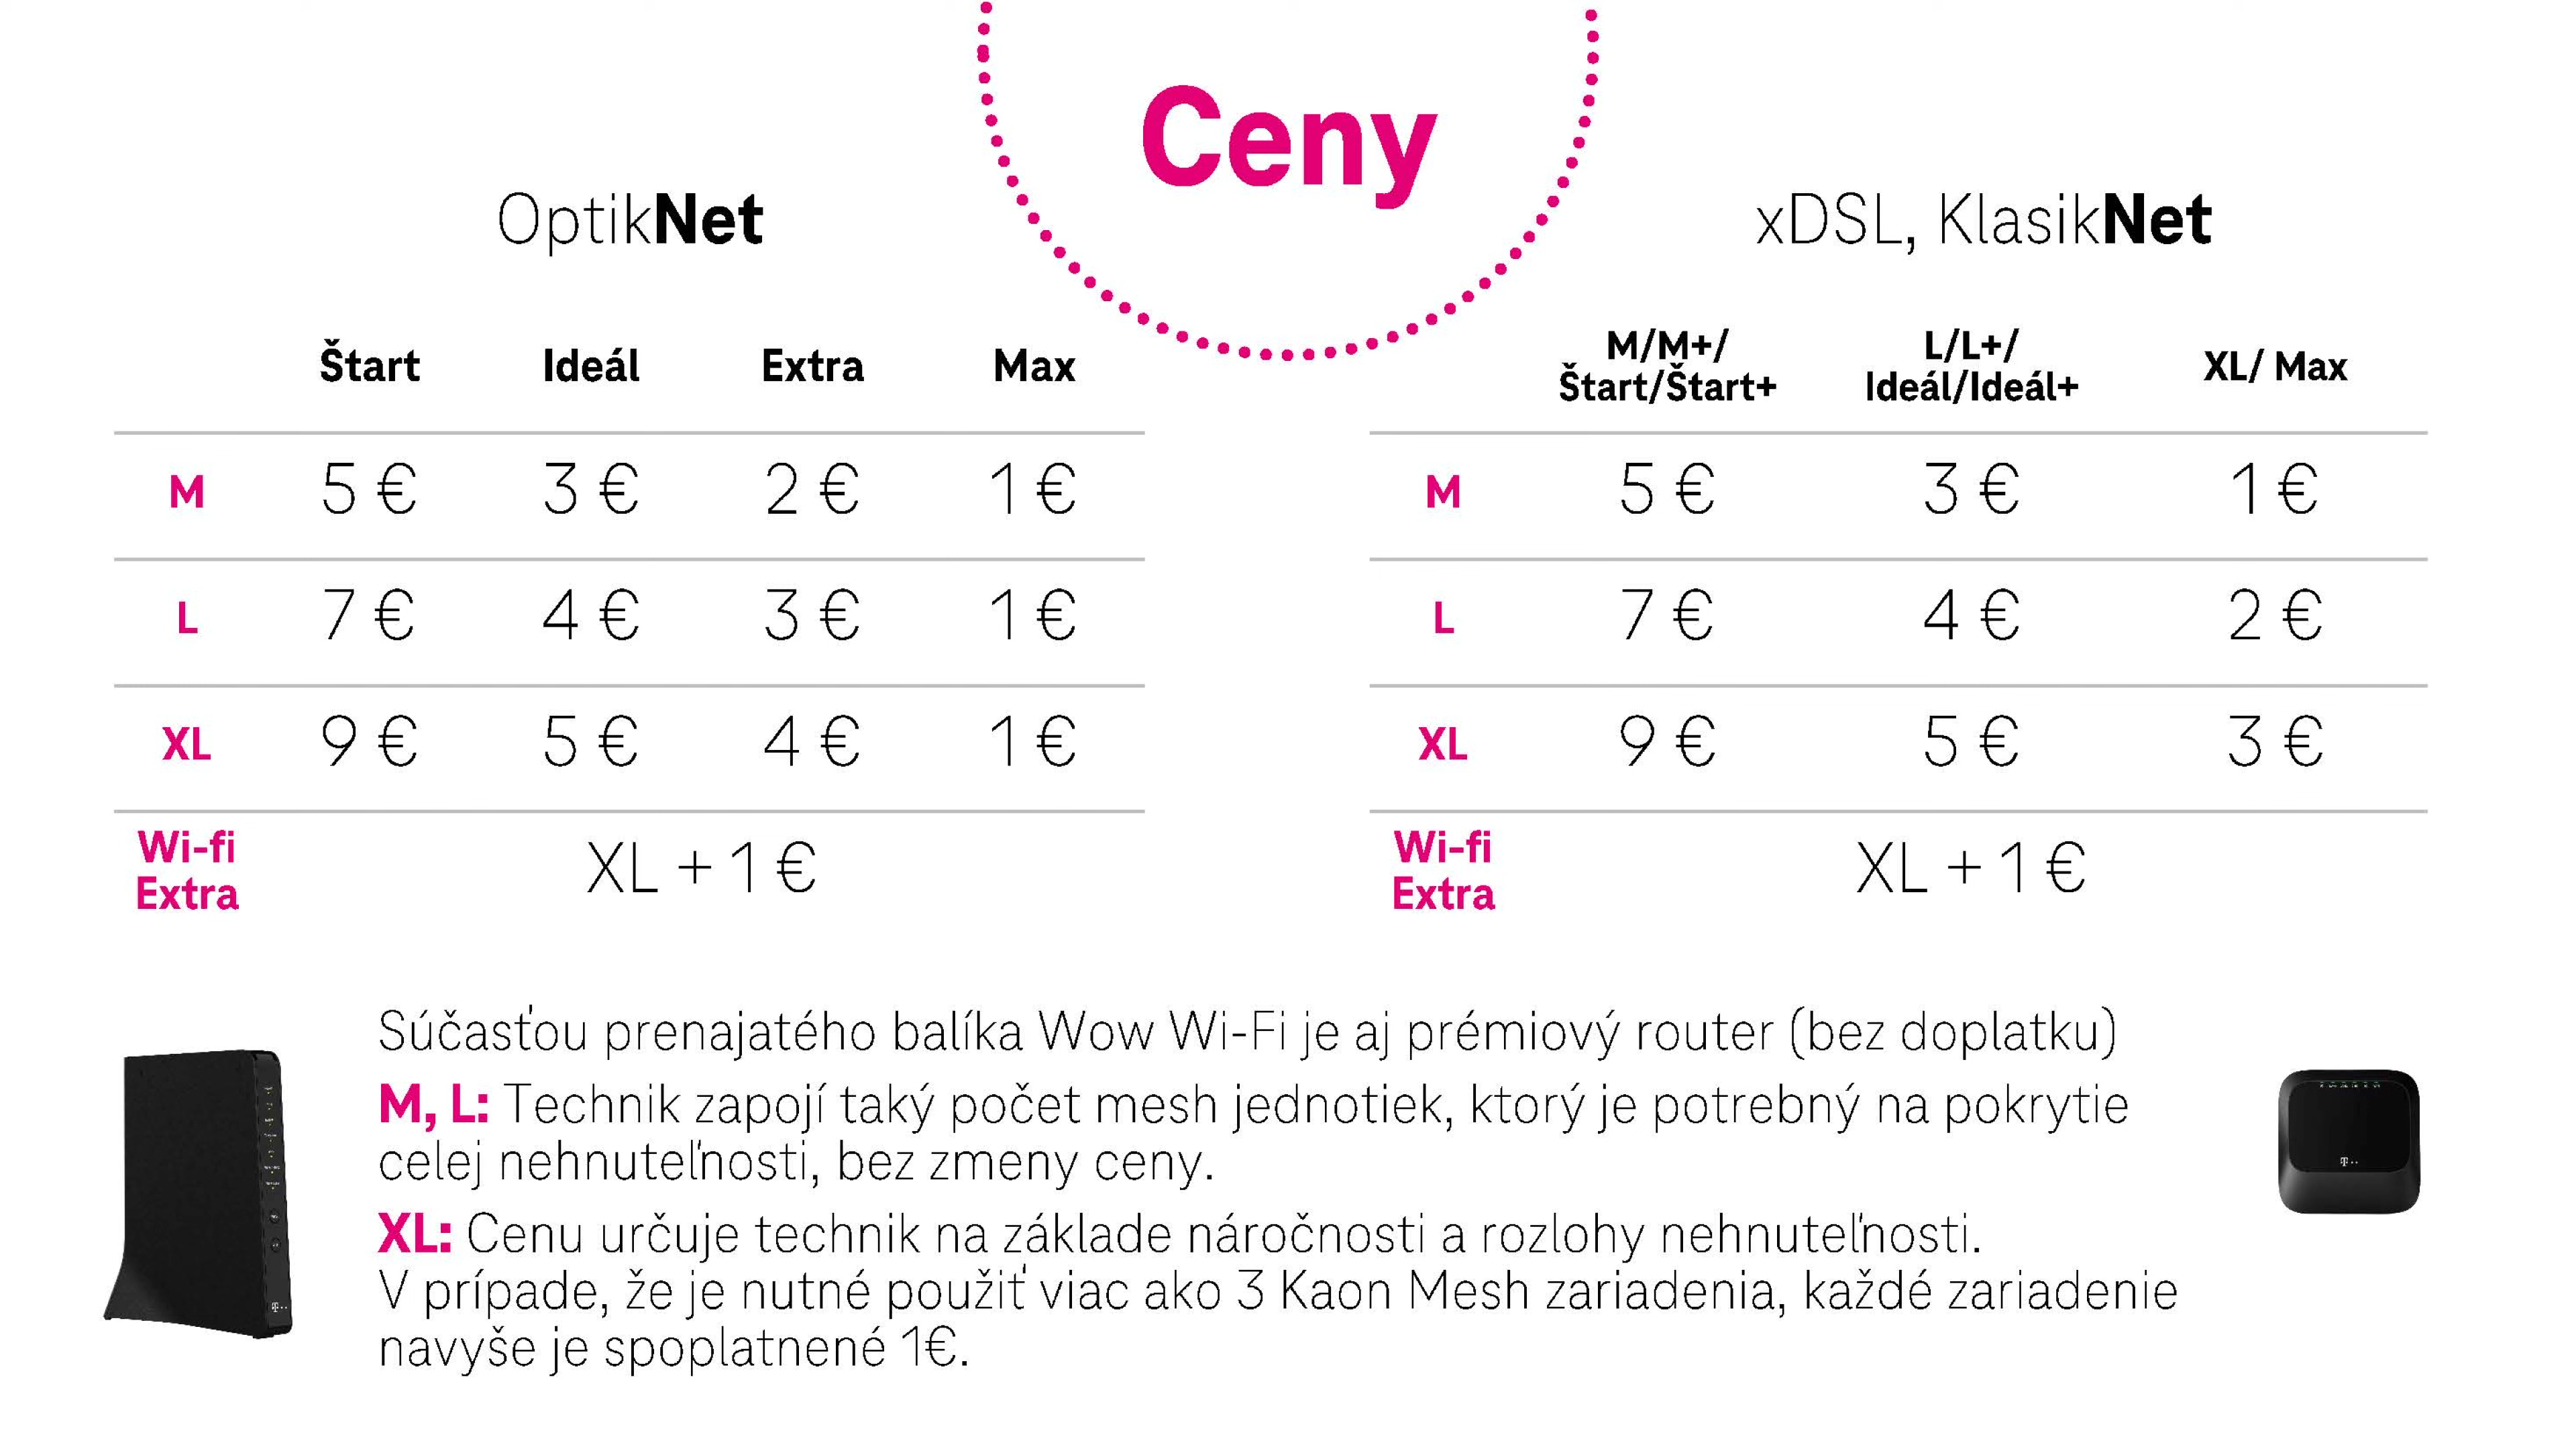 Ceny
OptikNet
Štart Ideál Extra Max
M 5 € 3 € 2 € 1 €
L 7 € 4 € 3 € 1 €
XL 9 € 5 € 4 € 1 €
Wi-fi
Extra
XL + 1 €
xDSL, KlasikNet
M/M+/
Štart/Štart+
L/L+/
Ideál/Ideál+
XL/ Max
M 5 € 3 € 1 €
L 7 € 4 € 2 €
XL 9 € 5 € 3 €
Wi-fi
Extra
XL + 1 €
Súčasťou prenajatého balíka Wow Wi-Fi je aj prémiový router (bez doplatku)
M, L: Technik zapojí taký počet mesh jednotiek, ktorý je potrebný na pokrytie
celej nehnuteľnosti, bez zmeny ceny.
XL: Cenu určuje technik na základe náročnosti a rozlohy nehnuteľnosti.
V prípade, že je nutné použiť viac ako 3 Kaon Mesh zariadenia, každé zariadenie
navyše je spoplatnené 1€.